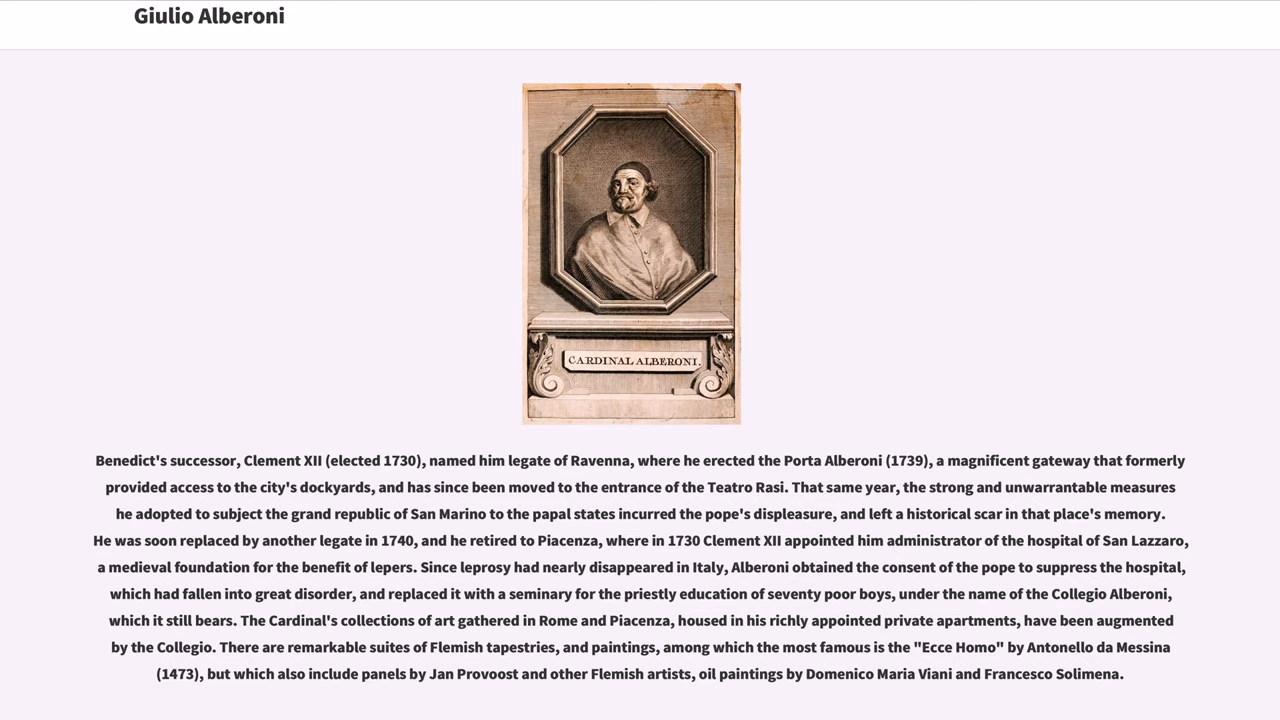 Giulio Alberoni
CARDINAL ALBERONI.
Benedict's successor, Clement XII (elected 1730), named him legate of Ravenna, where he erected the Porta Alberoni (1739), a magnificent gateway that formerly
provided access to the city's dockyards, and has since been moved to the entrance of the Teatro Rasi. That same year, the strong and unwarrantable measures
he adopted to subject the grand republic of San Marino to the papal states incurred the pope's displeasure, and left a historical scar in that place's memory.
He was soon replaced by another legate in 1740, and he retired to Piacenza, where in 1730 Clement XII appointed him administrator of the hospital of San Lazzaro,
a medieval foundation for the benefit of lepers. Since leprosy had nearly disappeared in Italy, Alberoni obtained the consent of the pope to suppress the hospital,
which had fallen into great disorder, and replaced it with a seminary for the priestly education of seventy poor boys, under the name of the Collegio Alberoni,
which it still bears. The Cardinal's collections of art gathered in Rome and Piacenza, housed in his richly appointed private apartments, have been augmented
by the Collegio. There are remarkable suites of Flemish tapestries, and paintings, among which the most famous is the "Ecce Homo" by Antonello da Messina
(1473), but which also include panels by Jan Provoost and other Flemish artists, oil paintings by Domenico Maria Viani and Francesco Solimena.